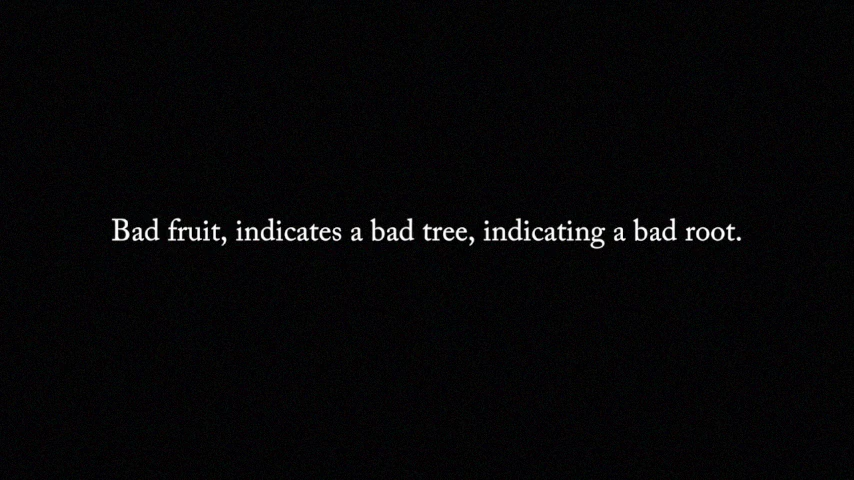 Bad fruit, indicates a bad tree, indicating a bad root.